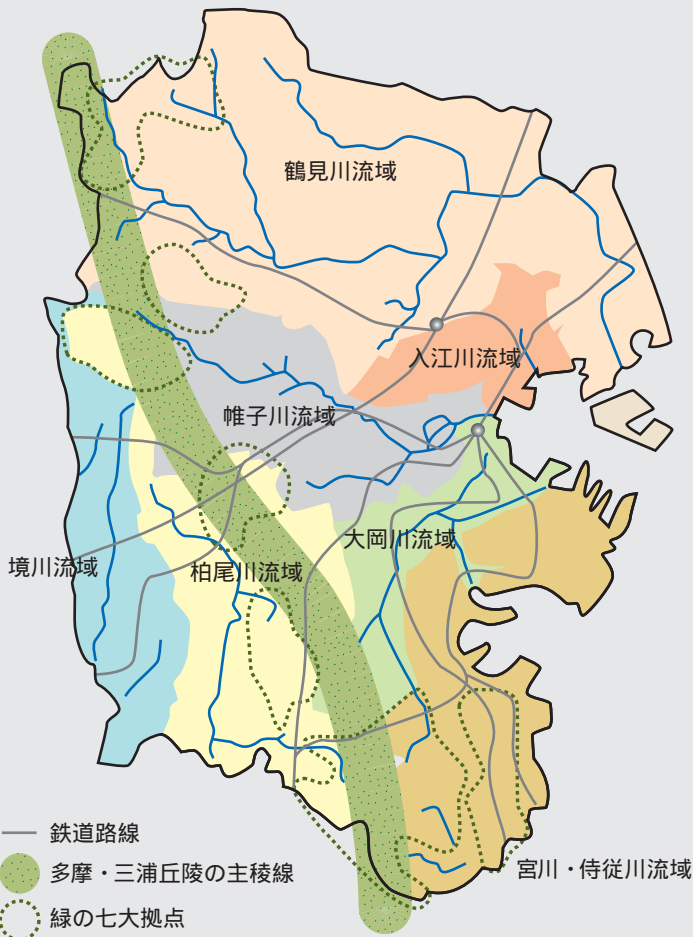 鶴見川流域
入江川流域
帷子川流域
大岡川流域
境川流域
柏尾川流域
鉄道路線
多摩・三浦丘陵の主稜線
宮川・侍従川流域
緑の七大拠点